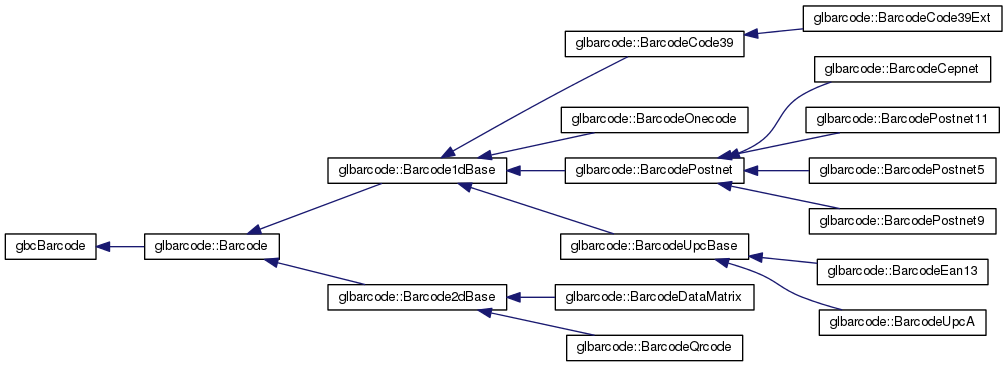 glbarcode::BarcodeCode39Ext
glbarcode::BarcodeCode39
glbarcode::BarcodeCepnet
glbarcode::BarcodeOnecode
glbarcode::BarcodePostnet11
glbarcode::Barcode1dBase
glbarcode::BarcodePostnet
glbarcode::BarcodePostnet5
glbarcode::BarcodePostnet9
gbcBarcode
glbarcode::Barcode
glbarcode::BarcodeUpcBase
glbarcode::BarcodeEan13
glbarcode::Barcode2dBase
glbarcode::BarcodeDataMatrix
glbarcode::BarcodeUpcA
glbarcode::BarcodeQrcode